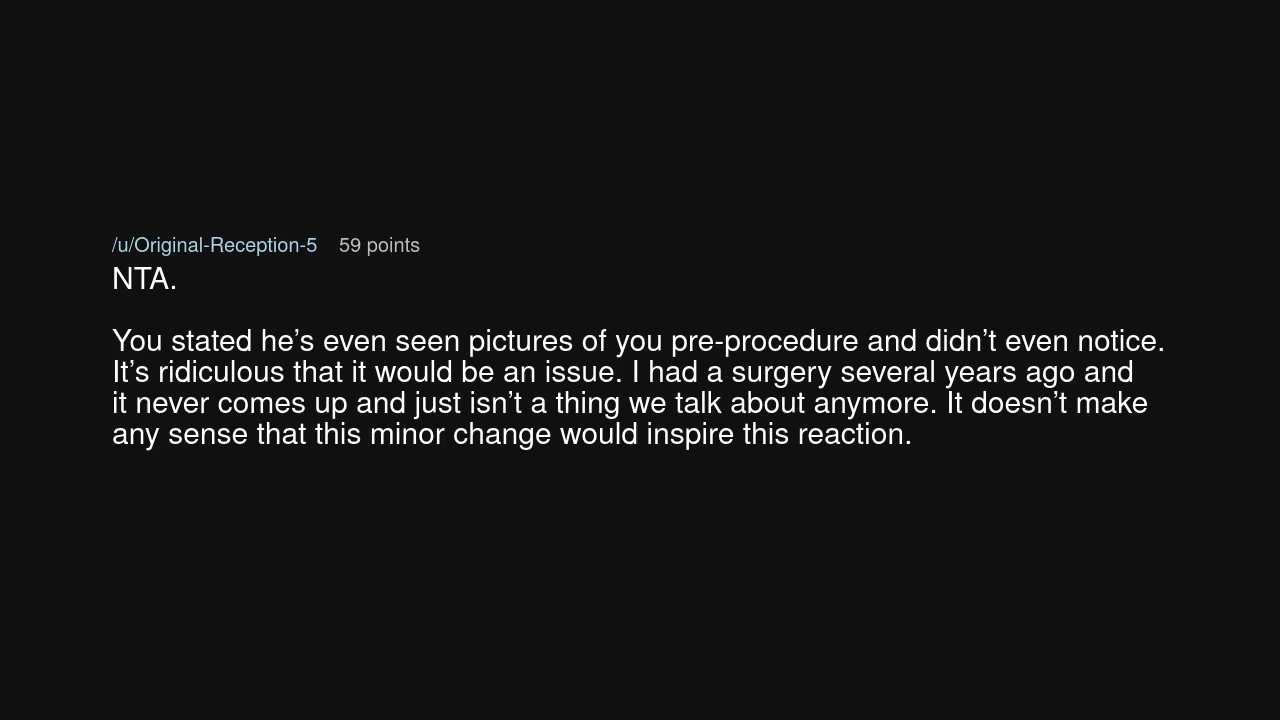 /u/Original-Reception-5 59 points
NTA.
You stated he’s even seen pictures of you pre-procedure and didn’t even notice.
It’s ridiculous that it would be an issue. I had a surgery several years ago and
it never comes up and just isn’t a thing we talk about anymore. It doesn’t make
any sense that this minor change would inspire this reaction.